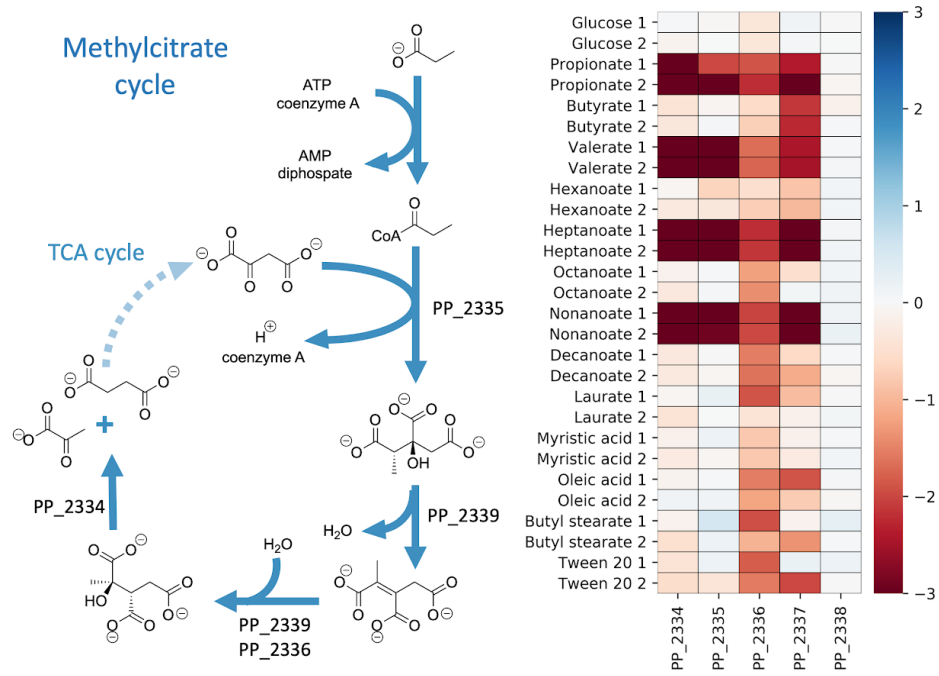 Methylcitrate
cycle
ATP
coenzyme A
AMP
diphospate
CoA
TCA cycle
PP_2335
H⊕
coenzyme A
PP_2334
PP_2339
H₂O
H₂O
PP_2339
PP_2336
O
⊖O
O
O
⊖O
O
O
O
O⊖
⊖O
O
O
O⊖
⊖O
O
+
⊖O
O
O
O
O⊖
OH
O
O⊖
O
O⊖
HO
O
O⊖
O
⊖O
O
⊖O
O
O
O⊖
O⊖
Glucose 1
Glucose 2
Propionate 1
Propionate 2
Butyrate 1
Butyrate 2
Valerate 1
Valerate 2
Hexanoate 1
Hexanoate 2
Heptanoate 1
Heptanoate 2
Octanoate 1
Octanoate 2
Nonanoate 1
Nonanoate 2
Decanoate 1
Decanoate 2
Laurate 1
Laurate 2
Myristic acid 1
Myristic acid 2
Oleic acid 1
Oleic acid 2
Butyl stearate 1
Butyl stearate 2
Tween 20 1
Tween 20 2
PP_2334
PP_2335
PP_2336
PP_2337
PP_2338
3
2
1
0
−1
−2
−3